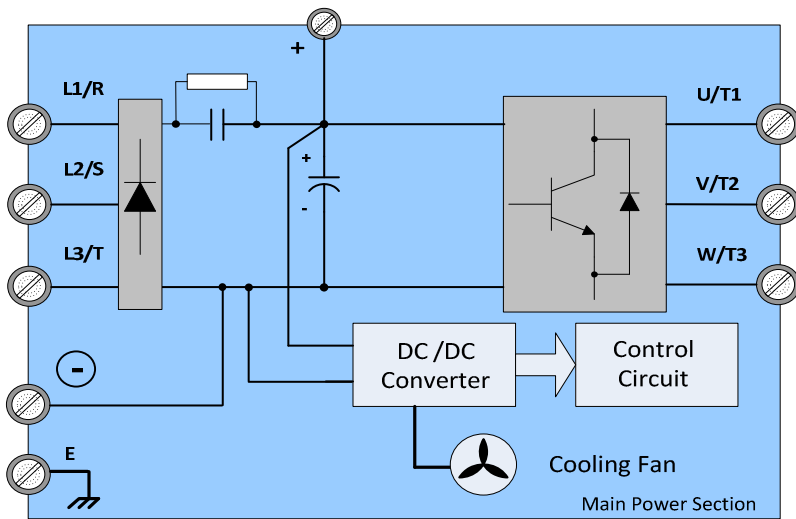 +
L1/R
U/T1
L2/S
+
V/T2
-
L3/T
W/T3
DC /DC
Converter
Control
Circuit
-
E
Cooling Fan
Main Power Section